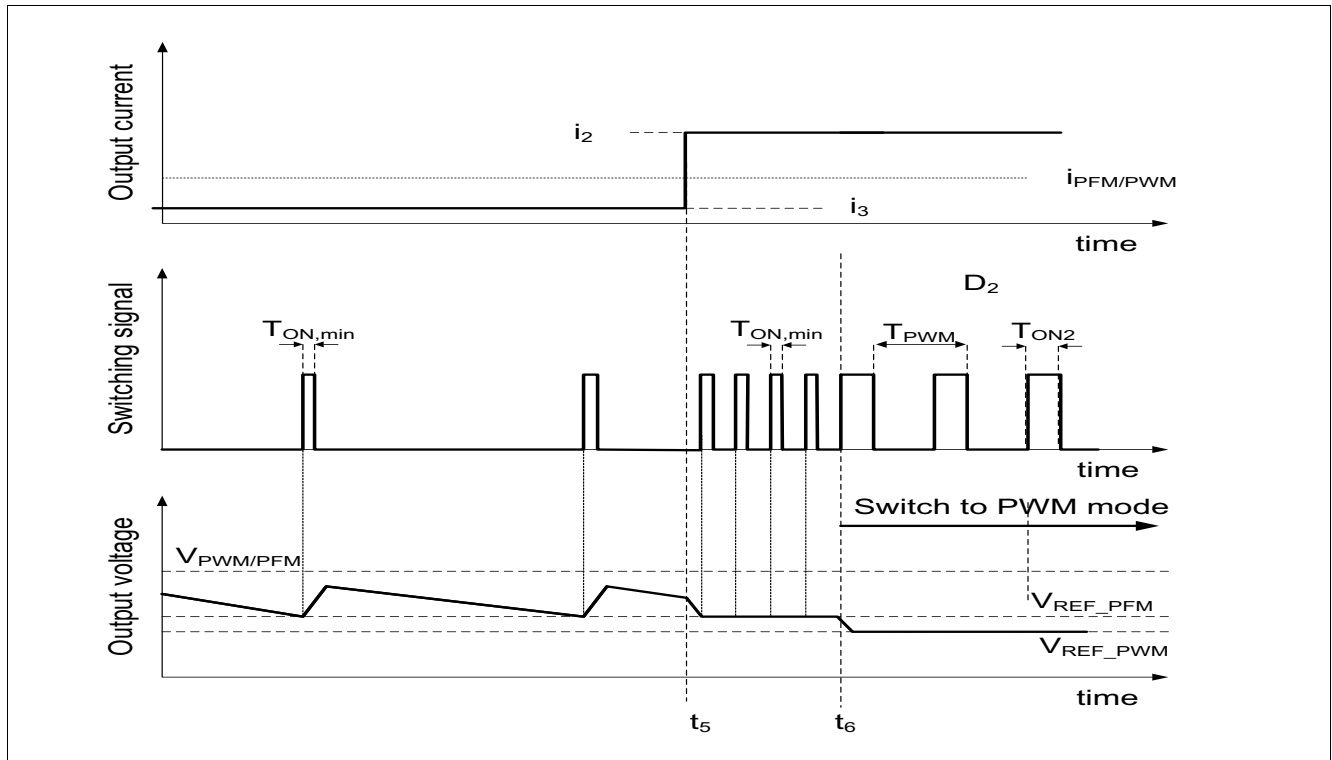 Output current
i2
iPFM/PWM
i3
time
Switching signal
D2
TON,min
TON,min
TPWM
TON2
time
Output voltage
Switch to PWM mode
VPWM/PFM
VREF_PFM
VREF_PWM
time
t5
t6